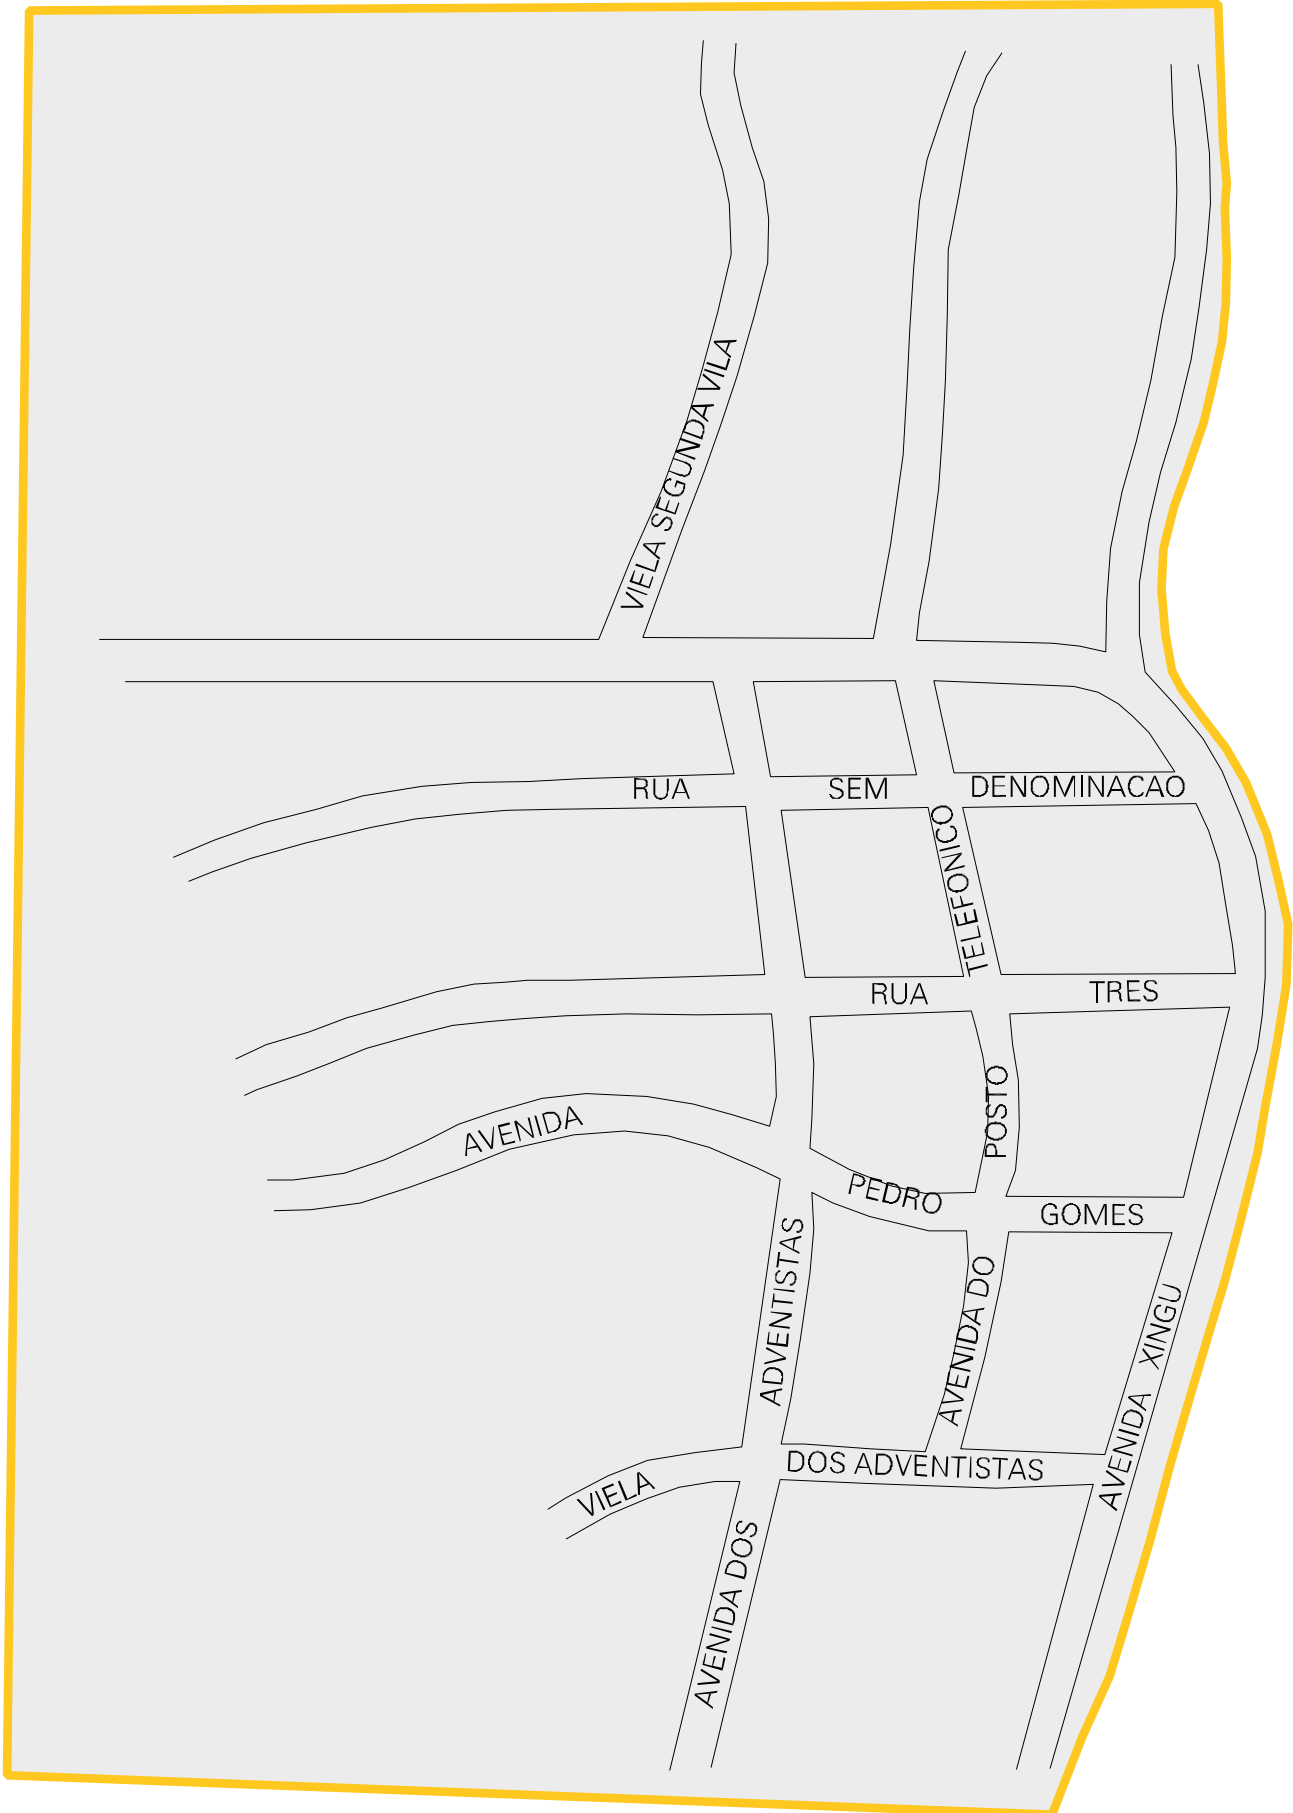 VIELA SEGUNDA VILA
RUA SEM DENOMINACAO
TELEFONICO
RUA TRES
POSTO
AVENIDA PEDRO GOMES
ADVENTISTAS
AVENIDA DO
AVENIDA XINGU
VIELA DOS ADVENTISTAS
AVENIDA DOS